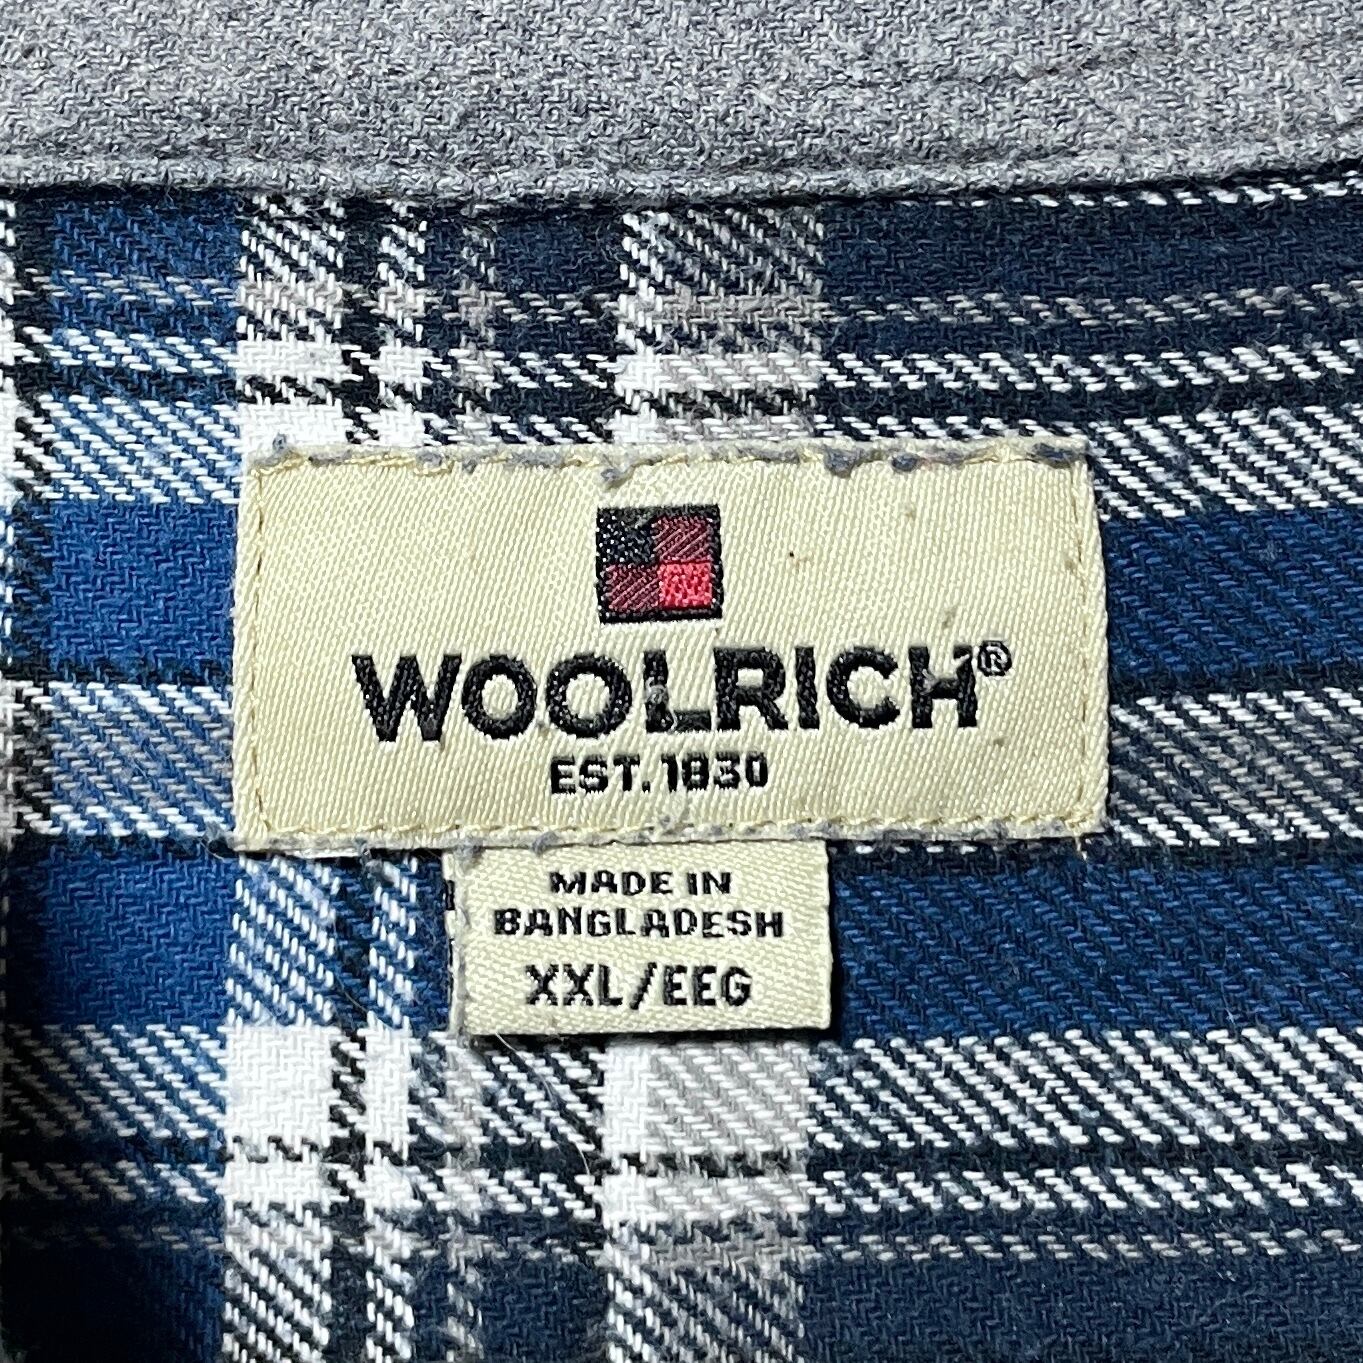 WOOLRICH®
EST. 1830
MADE IN
BANGLADESH
XXL/EEG